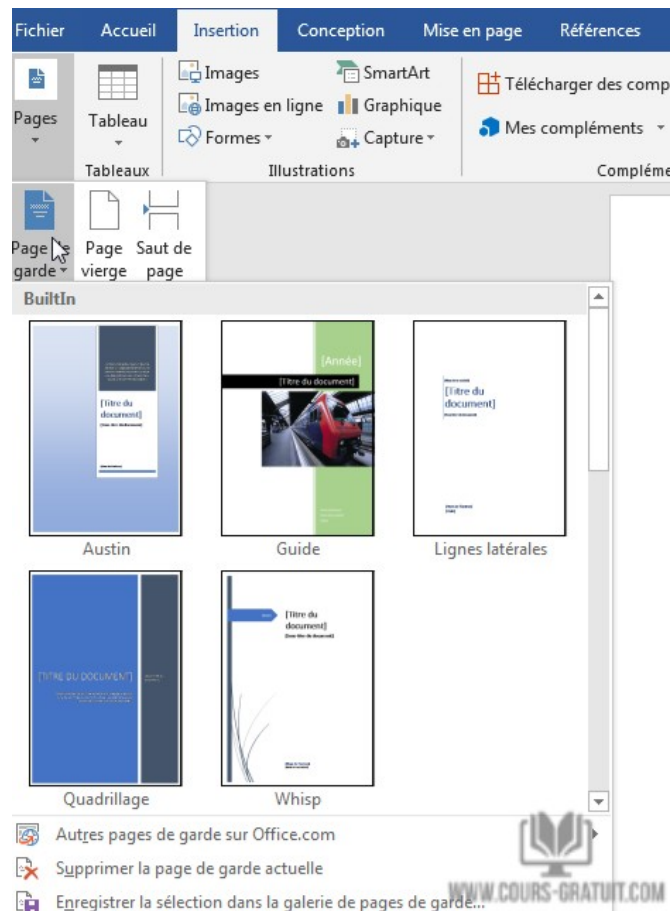 Fichier Accueil Insertion Conception Mise en page Références
Images SmartArt
Télécharger des comp
Pages Tableau Images en ligne Graphique
Mes compléments
Formes Capture
Tableaux Illustrations Compléme
Page de garde
Page vierge
Saut de page
BuiltIn
[Titre du
document]
Austin
[Année]
[Titre du document]
Guide
[Titre du
document]
Lignes latérales
[TITRE DU DOCUMENT]
Quadrillage
[Titre du
document]
Whisp
Autres pages de garde sur Office.com
Supprimer la page de garde actuelle
Enregistrer la sélection dans la galerie de pages de garde...
WWW.COURS-GRATUIT.COM